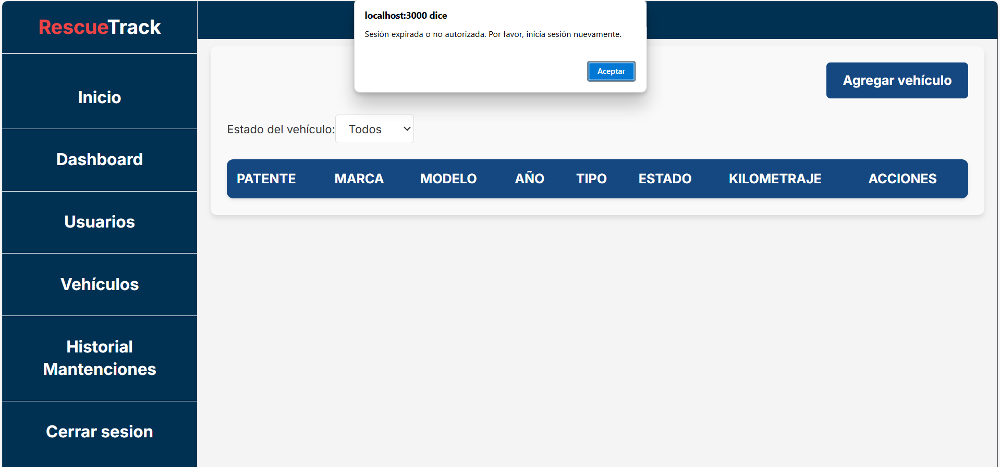 RescueTrack
Inicio
Dashboard
Usuarios
Vehículos
Historial
Mantenciones
Cerrar sesion
localhost:3000 dice
Sesión expirada o no autorizada. Por favor, inicia sesión nuevamente.
Aceptar
Agregar vehículo
Estado del vehículo: Todos
PATENTE MARCA MODELO AÑO TIPO ESTADO KILOMETRAJE ACCIONES